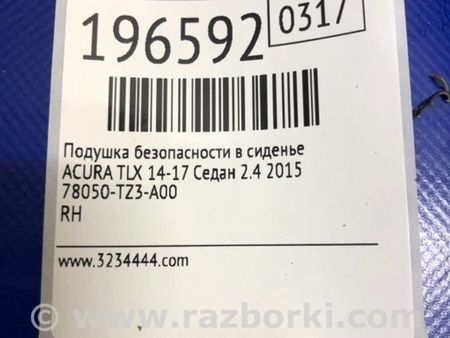 196592
0317
Подушка безопасности в сиденье
ACURA TLX 14-17 Седан 2.4 2015
78050-TZ3-A00
RH
www.3234444.com
© www.razborki.com